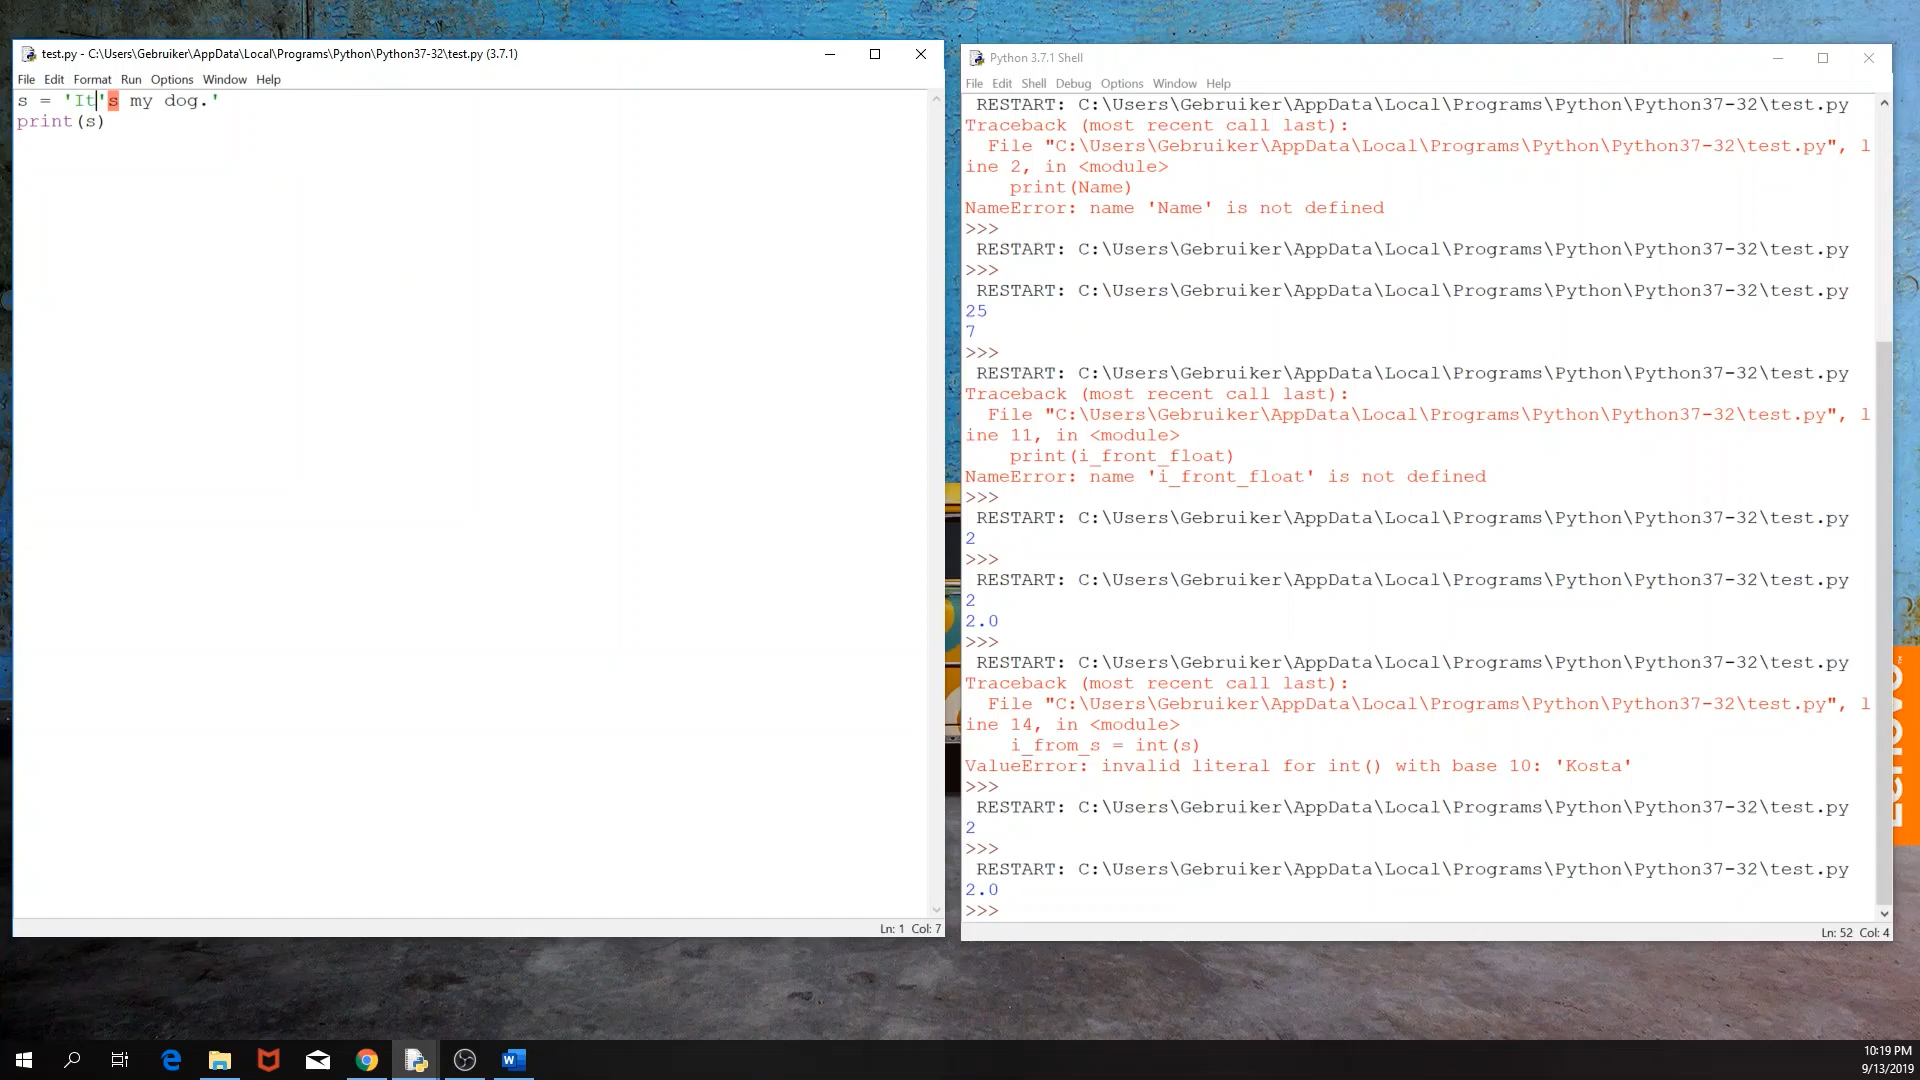 test.py - C:\Users\Gebruiker\AppData\Local\Programs\Python\Python37-32\test.py (3.7.1)
File Edit Format Run Options Window Help
s = 'It's my dog.'
print(s)
Ln: 1 Col: 7
Python 3.7.1 Shell
File Edit Shell Debug Options Window Help
RESTART: C:\Users\Gebruiker\AppData\Local\Programs\Python\Python37-32\test.py
Traceback (most recent call last):
File "C:\Users\Gebruiker\AppData\Local\Programs\Python\Python37-32\test.py", l
ine 2, in <module>
print(Name)
NameError: name 'Name' is not defined
>>>
RESTART: C:\Users\Gebruiker\AppData\Local\Programs\Python\Python37-32\test.py
>>>
RESTART: C:\Users\Gebruiker\AppData\Local\Programs\Python\Python37-32\test.py
25
7
>>>
RESTART: C:\Users\Gebruiker\AppData\Local\Programs\Python\Python37-32\test.py
Traceback (most recent call last):
File "C:\Users\Gebruiker\AppData\Local\Programs\Python\Python37-32\test.py", l
ine 11, in <module>
print(i_front_float)
NameError: name 'i_front_float' is not defined
>>>
RESTART: C:\Users\Gebruiker\AppData\Local\Programs\Python\Python37-32\test.py
2
>>>
RESTART: C:\Users\Gebruiker\AppData\Local\Programs\Python\Python37-32\test.py
2
2.0
>>>
RESTART: C:\Users\Gebruiker\AppData\Local\Programs\Python\Python37-32\test.py
Traceback (most recent call last):
File "C:\Users\Gebruiker\AppData\Local\Programs\Python\Python37-32\test.py", l
ine 14, in <module>
i_from_s = int(s)
ValueError: invalid literal for int() with base 10: 'Kosta'
>>>
RESTART: C:\Users\Gebruiker\AppData\Local\Programs\Python\Python37-32\test.py
2
>>>
RESTART: C:\Users\Gebruiker\AppData\Local\Programs\Python\Python37-32\test.py
2.0
>>>
Ln: 52 Col: 4
Lenovo
10:19 PM
9/13/2019